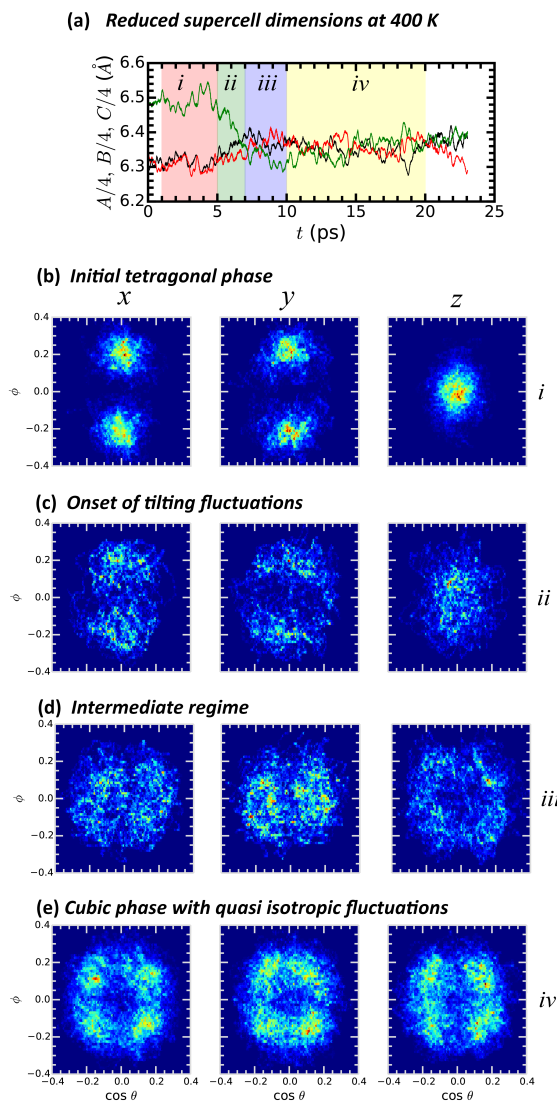 (a) Reduced supercell dimensions at 400 K
A/4, B/4, C/4 (Å)
6.6
6.5
6.4
6.3
6.2
i ii iii iv
0 5 10 15 20 25
t (ps)
(b) Initial tetragonal phase
x y z
0.4
0.2
0.0
−0.2
−0.4
ϕ
i
(c) Onset of tilting fluctuations
0.4
0.2
0.0
−0.2
−0.4
ϕ
ii
(d) Intermediate regime
0.4
0.2
0.0
−0.2
−0.4
ϕ
iii
(e) Cubic phase with quasi isotropic fluctuations
0.4
0.2
0.0
−0.2
−0.4
ϕ
iv
−0.4 −0.2 0.0 0.2 0.4 −0.4 −0.2 0.0 0.2 0.4 −0.4 −0.2 0.0 0.2 0.4
cos θ cos θ cos θ